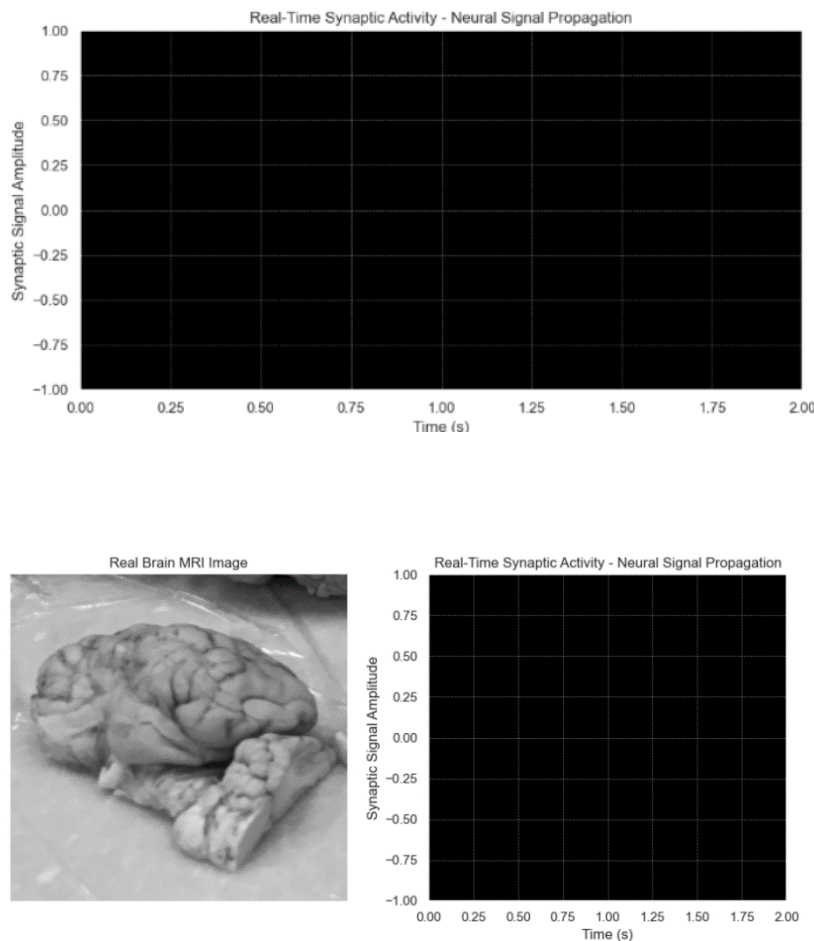 Real-Time Synaptic Activity - Neural Signal Propagation
1.00
0.75
0.50
0.25
0.00
−0.25
−0.50
−0.75
−1.00
Synaptic Signal Amplitude
0.00 0.25 0.50 0.75 1.00 1.25 1.50 1.75 2.00
Time (s)
Real Brain MRI Image
Real-Time Synaptic Activity - Neural Signal Propagation
1.00
0.75
0.50
0.25
0.00
−0.25
−0.50
−0.75
−1.00
Synaptic Signal Amplitude
0.00 0.25 0.50 0.75 1.00 1.25 1.50 1.75 2.00
Time (s)